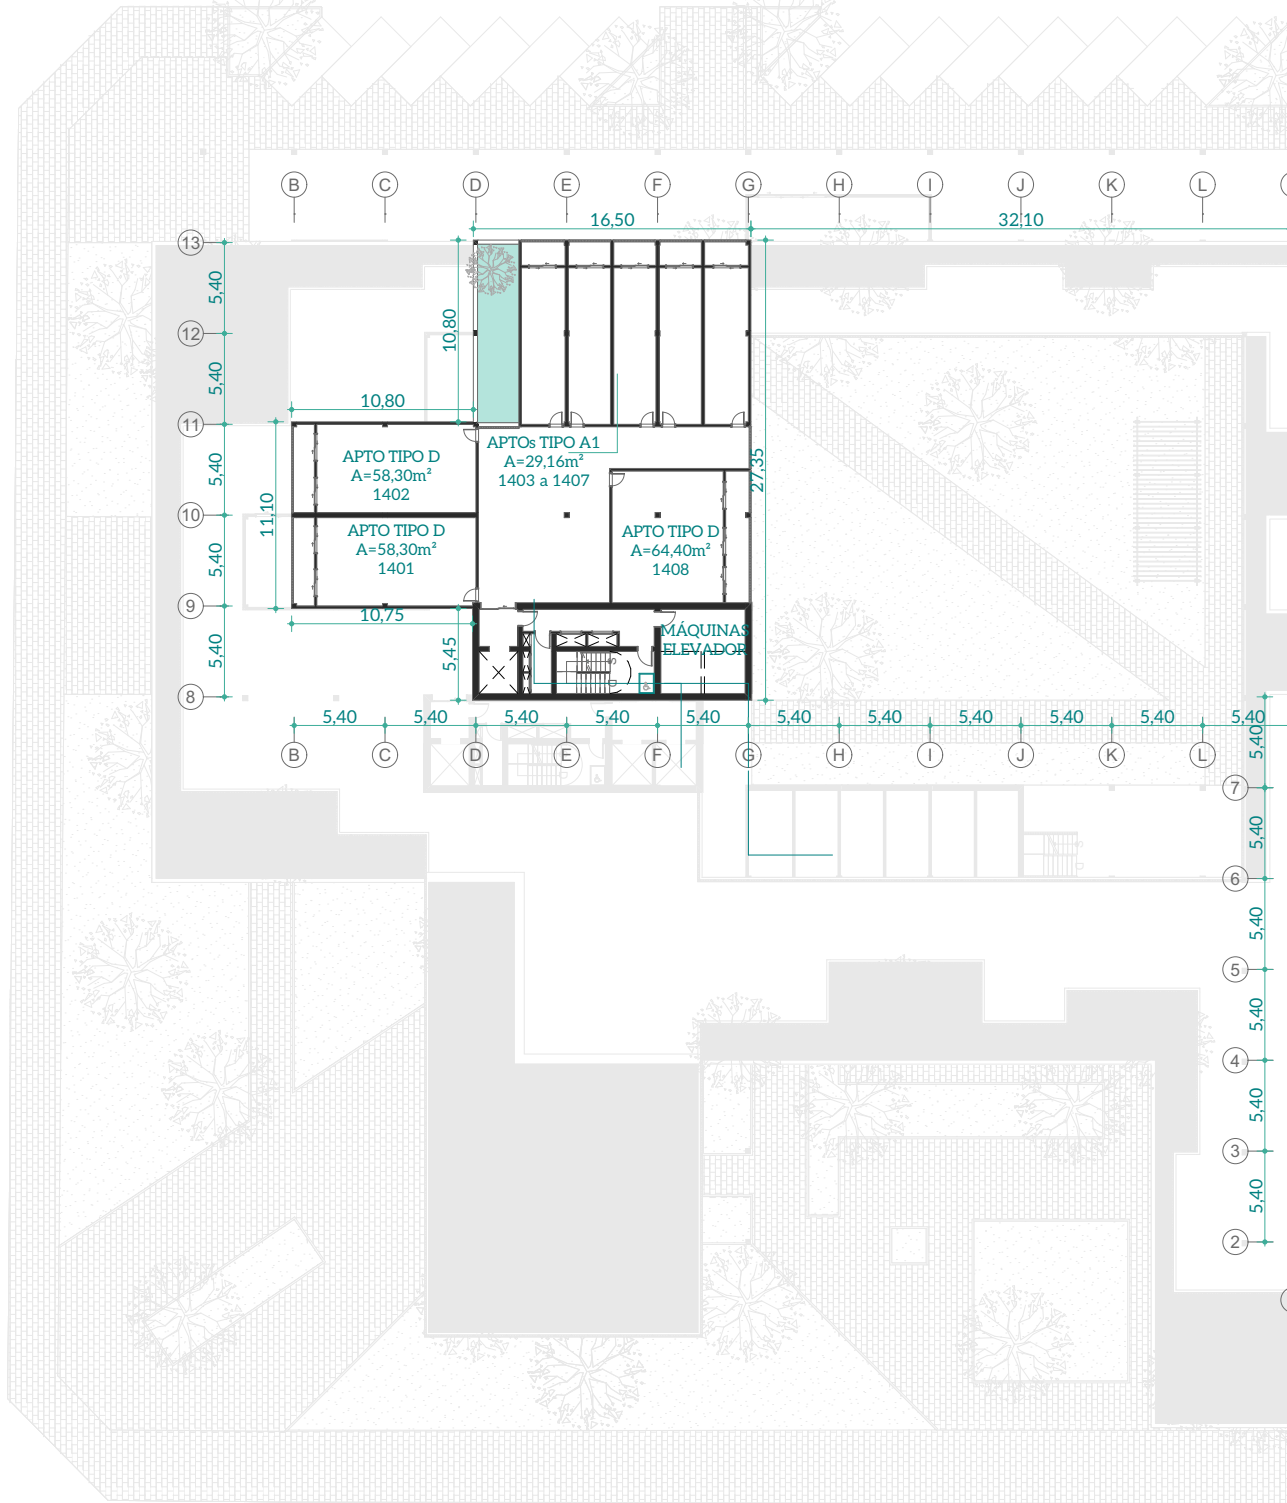 B C D E F G H I J K L
16,50 32,10
13
5,40
12
5,40
11
5,40
10
5,40
9
5,40
8
10,80
10,80
11,10
10,75
5,45
27,35
APTO TIPO D
A=58,30m²
1402
APTO TIPO D
A=58,30m²
1401
APTOs TIPO A1
A=29,16m²
1403 a 1407
APTO TIPO D
A=64,40m²
1408
MÁQUINAS
ELEVADOR
S
D
5,40 5,40 5,40 5,40 5,40 5,40 5,40 5,40 5,40 5,40 5,40
B C D E F G H I J K L
5,40
7
5,40
6
5,40
5
5,40
4
5,40
3
5,40
2